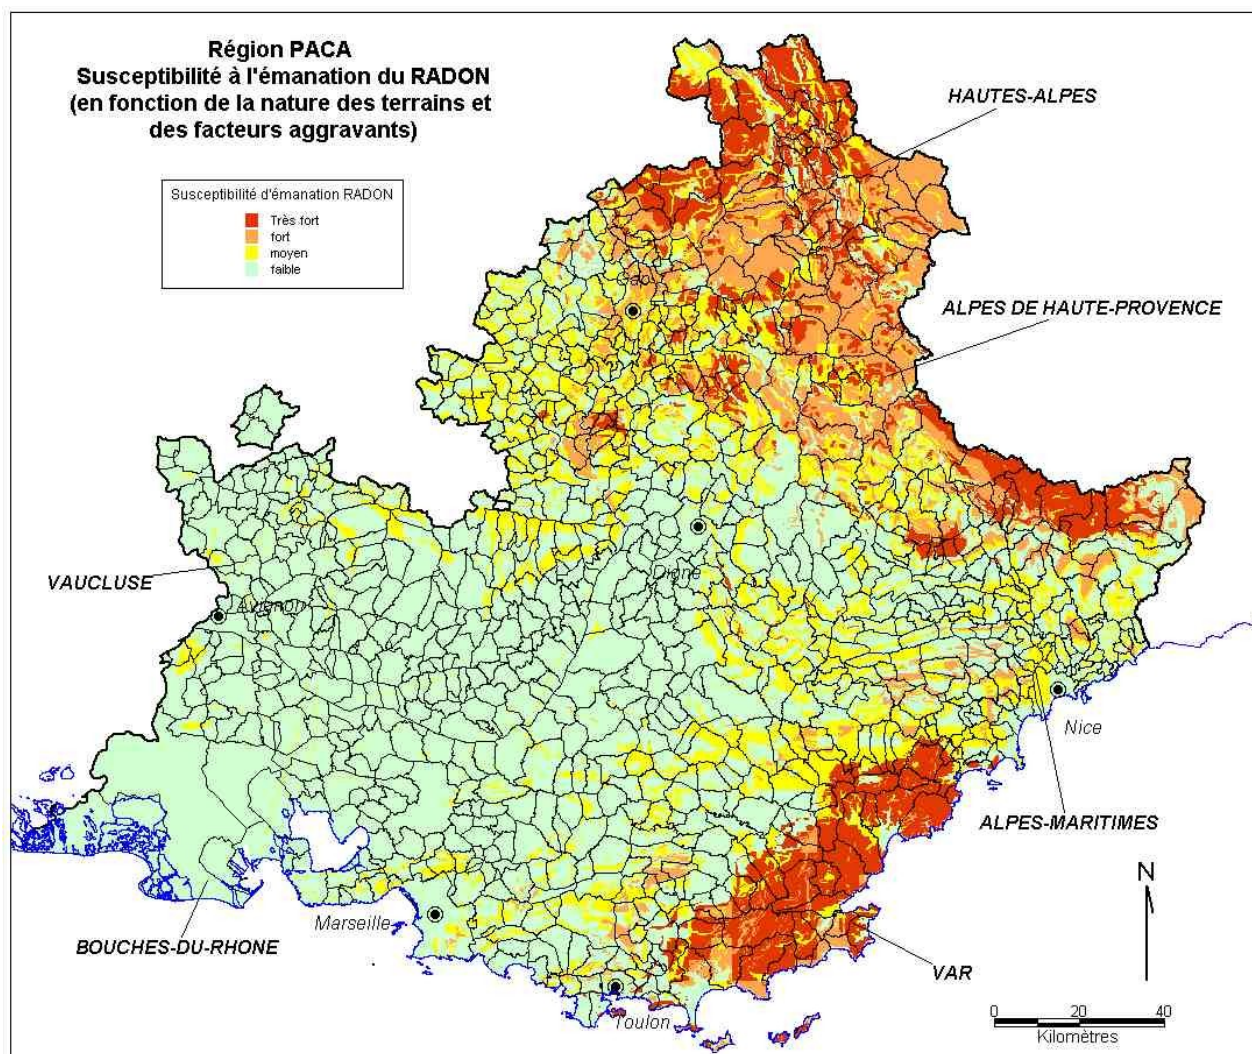 Région PACA
Susceptibilité à l'émanation du RADON
(en fonction de la nature des terrains et
des facteurs aggravants)
Susceptibilité d'émanation RADON
Très fort
fort
moyen
faible
HAUTES-ALPES
ALPES DE HAUTE-PROVENCE
VAUCLUSE
Digne
Avignon
Nice
ALPES-MARITIMES
N
Marseille
BOUCHES-DU-RHONE
VAR
Toulon
0 20 40
Kilomètres